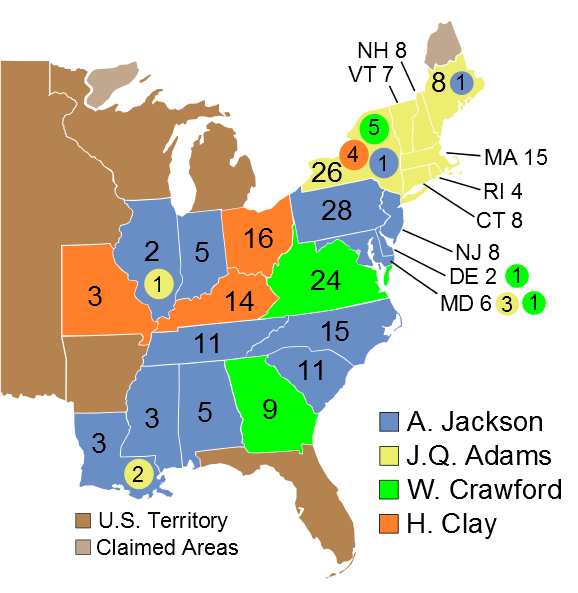 NH 8
VT 7
8
1
5
4
1
MA 15
26
RI 4
28
CT 8
2
5
16
NJ 8
1
24
DE 2 1
3
14
MD 6 3 1
11
15
11
3
5
9
3
2
A. Jackson
J.Q. Adams
W. Crawford
H. Clay
U.S. Territory
Claimed Areas